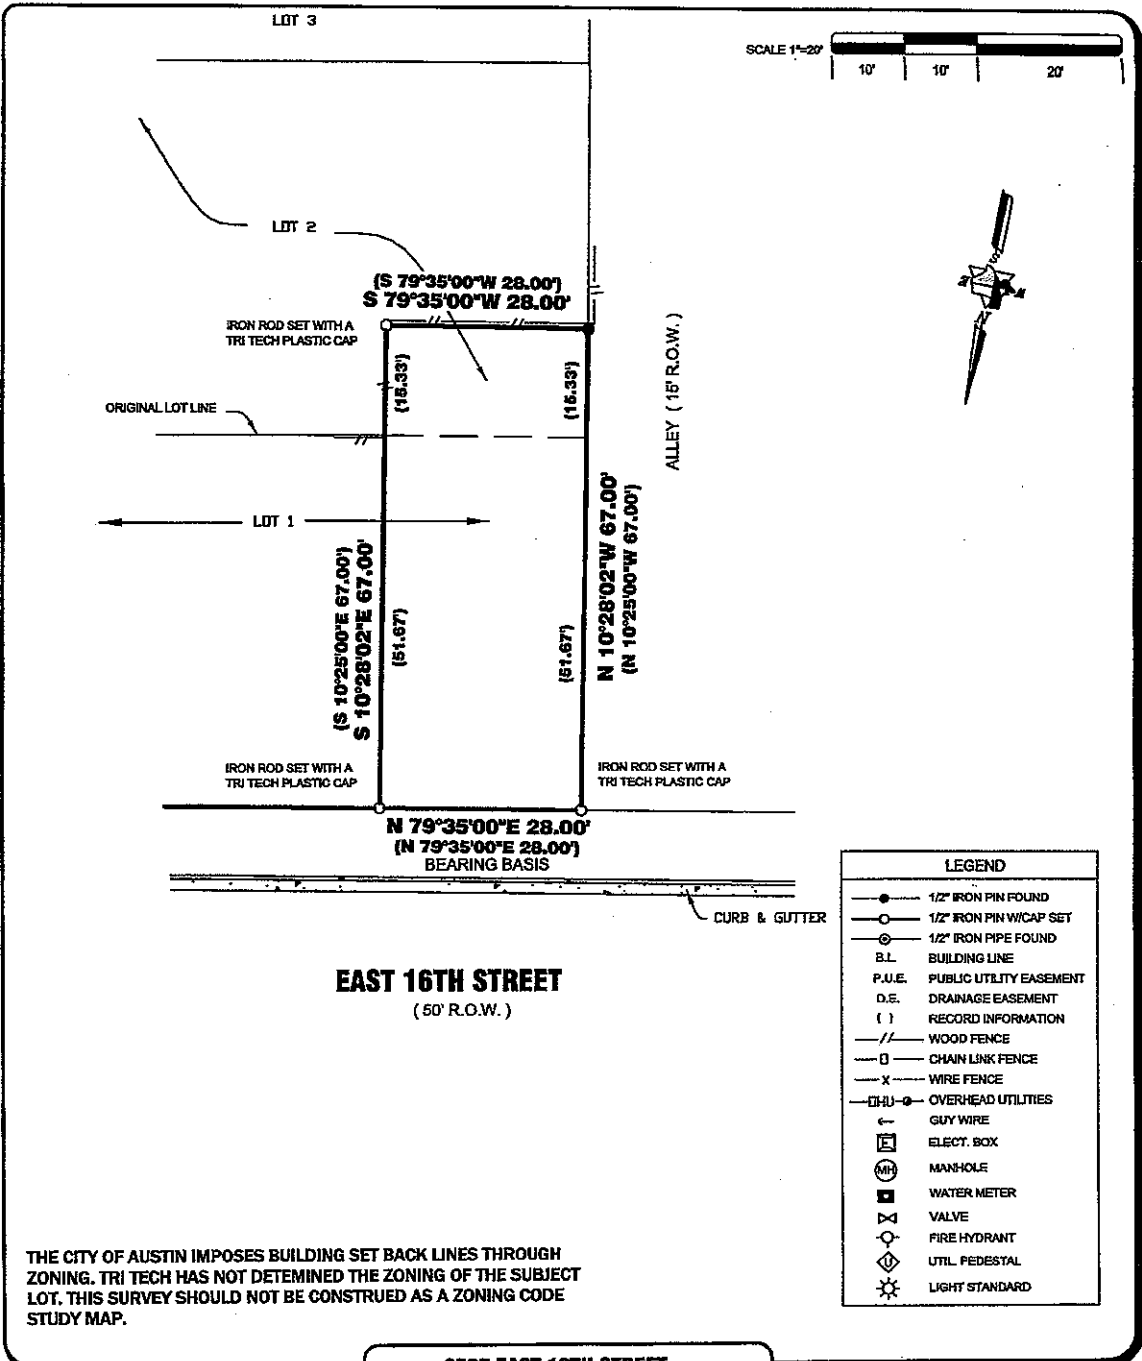 LOT 3
SCALE 1"=20'
10' 10' 20'
LOT 2
(S 79°35'00"W 28.00')
S 79°35'00"W 28.00'
IRON ROD SET WITH A
TRI TECH PLASTIC CAP
(15.33')
(15.33')
ALLEY ( 15' R.O.W. )
ORIGINAL LOT LINE
LOT 1
(S 10°25'00"E 67.00')
S 10°28'02"E 67.00'
(51.67')
(51.67')
N 10°28'02"W 67.00'
(N 10°25'00"W 67.00')
IRON ROD SET WITH A
TRI TECH PLASTIC CAP
IRON ROD SET WITH A
TRI TECH PLASTIC CAP
N 79°35'00"E 28.00'
(N 79°35'00"E 28.00')
BEARING BASIS
CURB & GUTTER
EAST 16TH STREET
( 50' R.O.W. )
LEGEND
1/2" IRON PIN FOUND
1/2" IRON PIN W/CAP SET
1/2" IRON PIPE FOUND
B.L. BUILDING LINE
P.U.E. PUBLIC UTILITY EASEMENT
D.E. DRAINAGE EASEMENT
( ) RECORD INFORMATION
// WOOD FENCE
CHAIN LINK FENCE
X WIRE FENCE
OHU OVERHEAD UTILITIES
GUY WIRE
E ELECT. BOX
MH MANHOLE
WATER METER
VALVE
FIRE HYDRANT
U UTIL. PEDESTAL
LIGHT STANDARD
THE CITY OF AUSTIN IMPOSES BUILDING SET BACK LINES THROUGH
ZONING. TRI TECH HAS NOT DETEMINED THE ZONING OF THE SUBJECT
LOT. THIS SURVEY SHOULD NOT BE CONSTRUED AS A ZONING CODE
STUDY MAP.